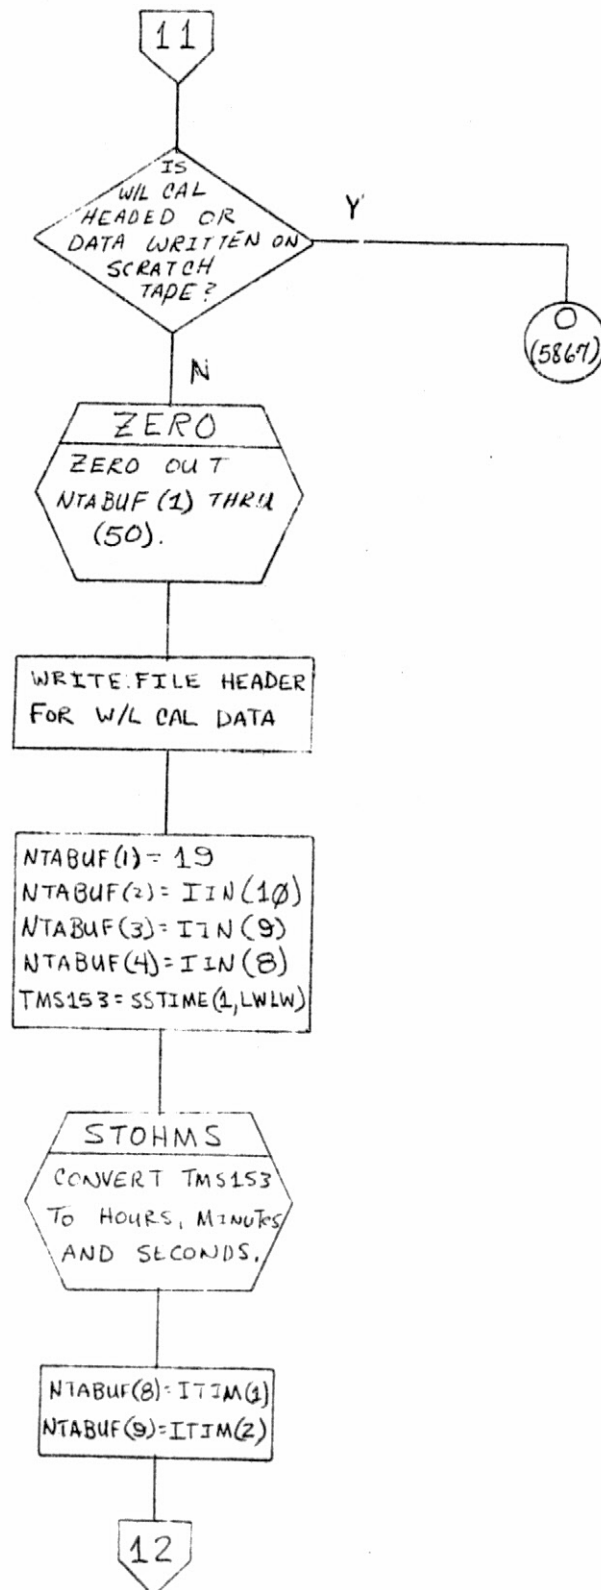 11
IS
W/L CAL
HEADED OR
DATA WRITTEN ON
SCRATCH
TAPE?
Y
O
(5867)
N
ZERO
ZERO OUT
NTABUF(1) THRU
(50).
WRITE FILE HEADER
FOR W/L CAL DATA
NTABUF(1)=19
NTABUF(2)=IIN(1Ø)
NTABUF(3)=IIN(9)
NTABUF(4)=IIN(8)
TMS153=SSTIME(1,LWLW)
STOHMS
CONVERT TMS153
TO HOURS, MINUTES
AND SECONDS.
NTABUF(8)=ITIM(1)
NTABUF(9)=ITIM(2)
12